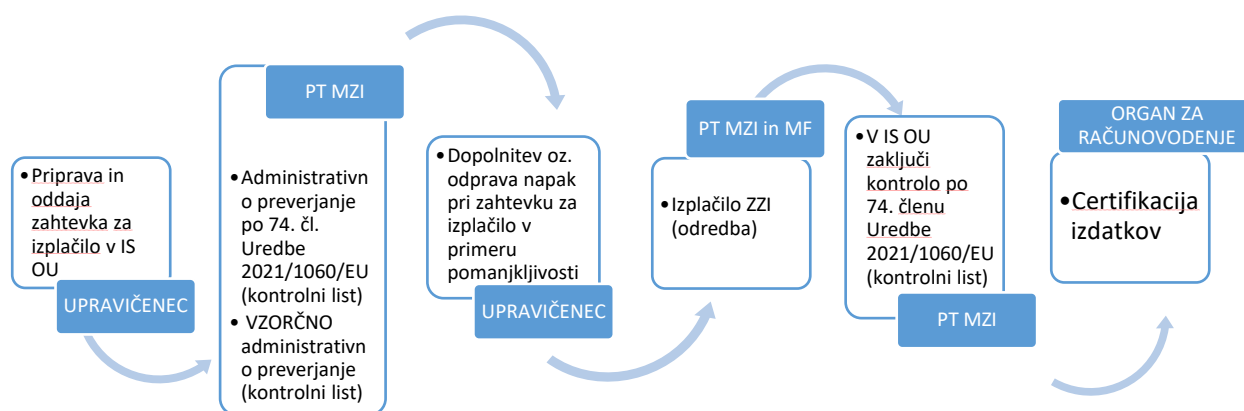 •Priprava in
oddaja
zahtevka za
izplačilo v IS
OU
UPRAVIČENEC
PT MZI
•Administrativn
o preverjanje
po 74. čl.
Uredbe
2021/1060/EU
(kontrolni list)
• VZORČNO
administrativn
o preverjanje
(kontrolni list)
•Dopolnitev oz.
odprava napak
pri zahtevku za
izplačilo v
primeru
pomanjkljivosti
UPRAVIČENEC
PT MZI in MF
•Izplačilo ZZI
(odredba)
•V IS OU
zaključi
kontrolo po
74. členu
Uredbe
2021/1060/EU
(kontrolni list)
PT MZI
ORGAN ZA
RAČUNOVODENJE
•Certifikacija
izdatkov